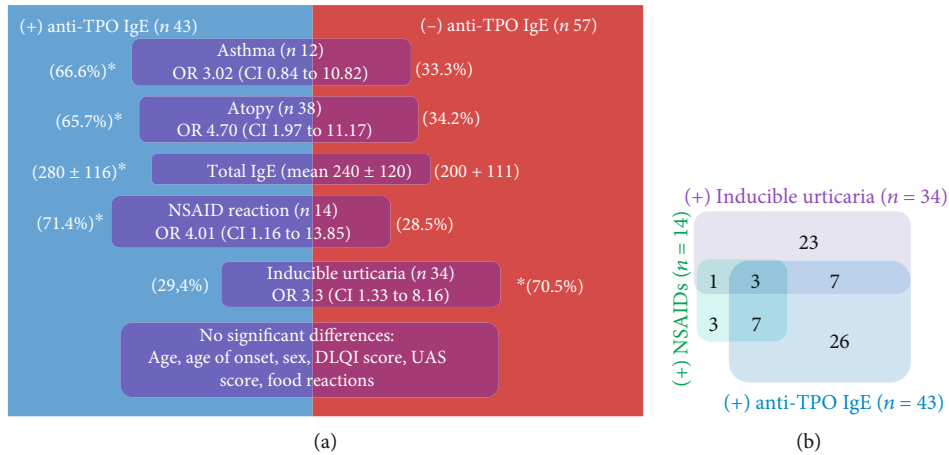 (+) anti-TPO IgE (n 43)
(–) anti-TPO IgE (n 57)
Asthma (n 12)
OR 3.02 (CI 0.84 to 10.82)
(66.6%)*
(33.3%)
Atopy (n 38)
OR 4.70 (CI 1.97 to 11.17)
(65.7%)*
(34.2%)
(280 ± 116)*
Total IgE (mean 240 ± 120)
(200 + 111)
NSAID reaction (n 14)
OR 4.01 (CI 1.16 to 13.85)
(71.4%)*
(28.5%)
Inducible urticaria (n 34)
OR 3.3 (CI 1.33 to 8.16)
(29,4%)
*(70.5%)
No significant differences:
Age, age of onset, sex, DLQI score, UAS
score, food reactions
(a)
(+) Inducible urticaria (n = 34)
(+) NSAIDs (n = 14)
23
1
3
7
3
7
26
(+) anti-TPO IgE (n = 43)
(b)